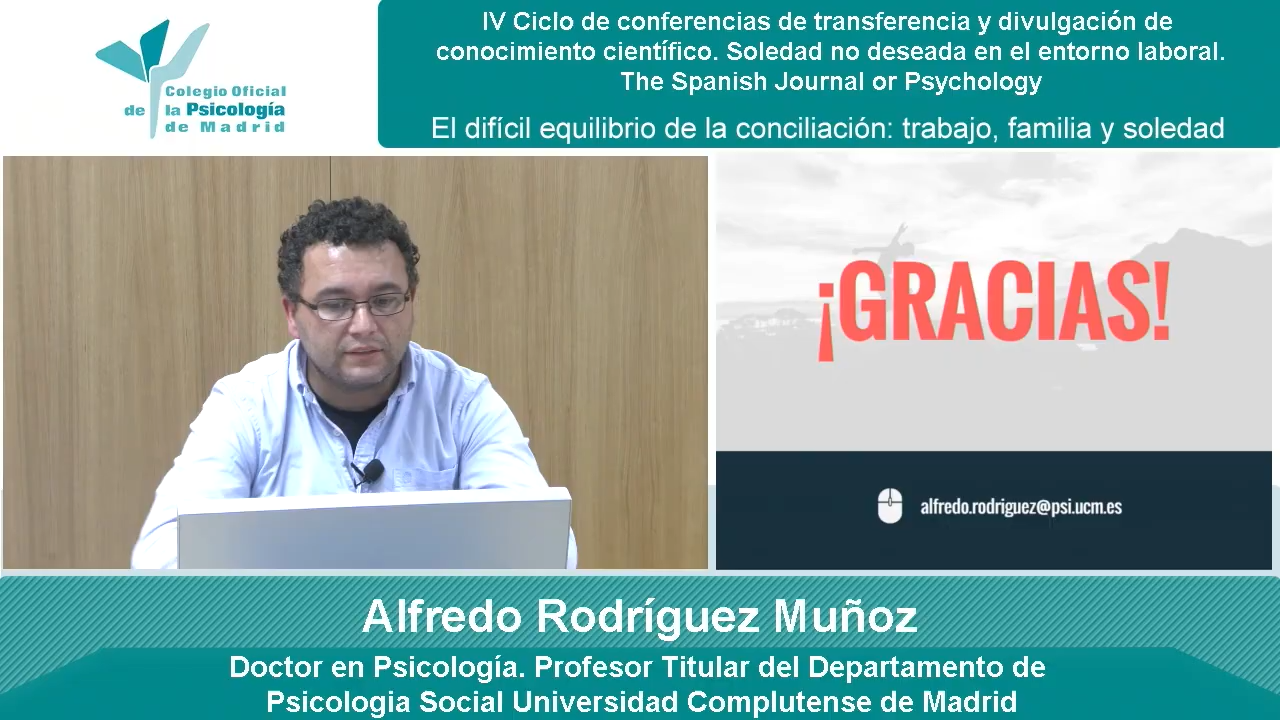 Colegio Oficial
de la Psicología
de Madrid
IV Ciclo de conferencias de transferencia y divulgación de
conocimiento científico. Soledad no deseada en el entorno laboral.
The Spanish Journal or Psychology
El difícil equilibrio de la conciliación: trabajo, familia y soledad
¡GRACIAS!
alfredo.rodriguez@psi.ucm.es
Alfredo Rodríguez Muñoz
Doctor en Psicología. Profesor Titular del Departamento de
Psicologia Social Universidad Complutense de Madrid